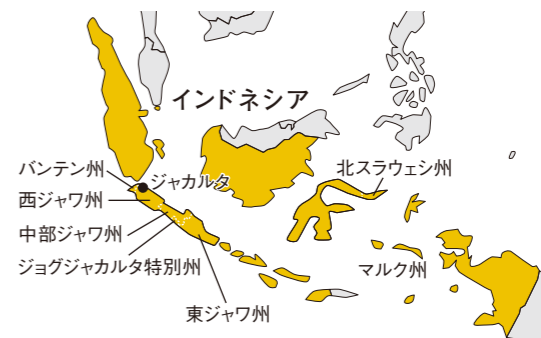 インドネシア
バンテン州
ジャカルタ
北スラウェシ州
西ジャワ州
中部ジャワ州
ジョグジャカルタ特別州
マルク州
東ジャワ州